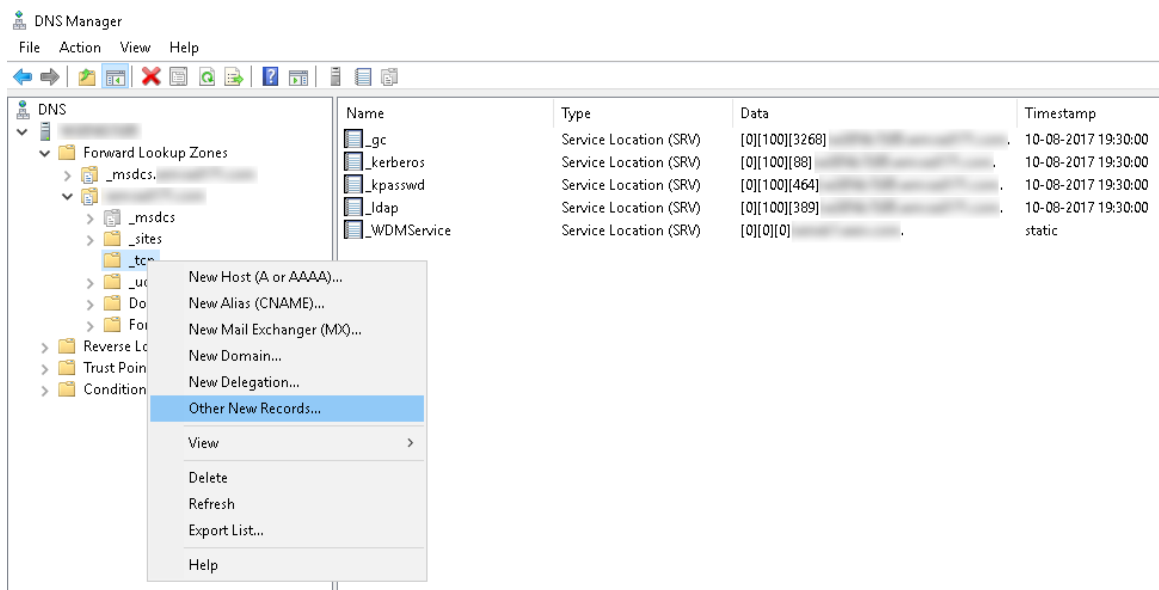 DNS Manager
File Action View Help
DNS
Forward Lookup Zones
_msdcs.
_msdcs
_sites
_tcp
_ud
Do
For
Reverse Lo
Trust Poin
Condition
New Host (A or AAAA)...
New Alias (CNAME)...
New Mail Exchanger (MX)...
New Domain...
New Delegation...
Other New Records...
View
Delete
Refresh
Export List...
Help
Name Type Data Timestamp
_gc Service Location (SRV) [0][100][3268] . 10-08-2017 19:30:00
_kerberos Service Location (SRV) [0][100][88] . 10-08-2017 19:30:00
_kpasswd Service Location (SRV) [0][100][464] . 10-08-2017 19:30:00
_ldap Service Location (SRV) [0][100][389] . 10-08-2017 19:30:00
_WDMService Service Location (SRV) [0][0][0] . static